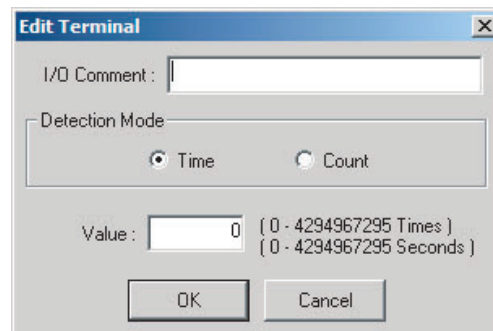 Edit Terminal
I/O Comment :
Detection Mode
Time Count
Value : 0 ( 0 - 4294967295 Times )
( 0 - 4294967295 Seconds )
OK Cancel